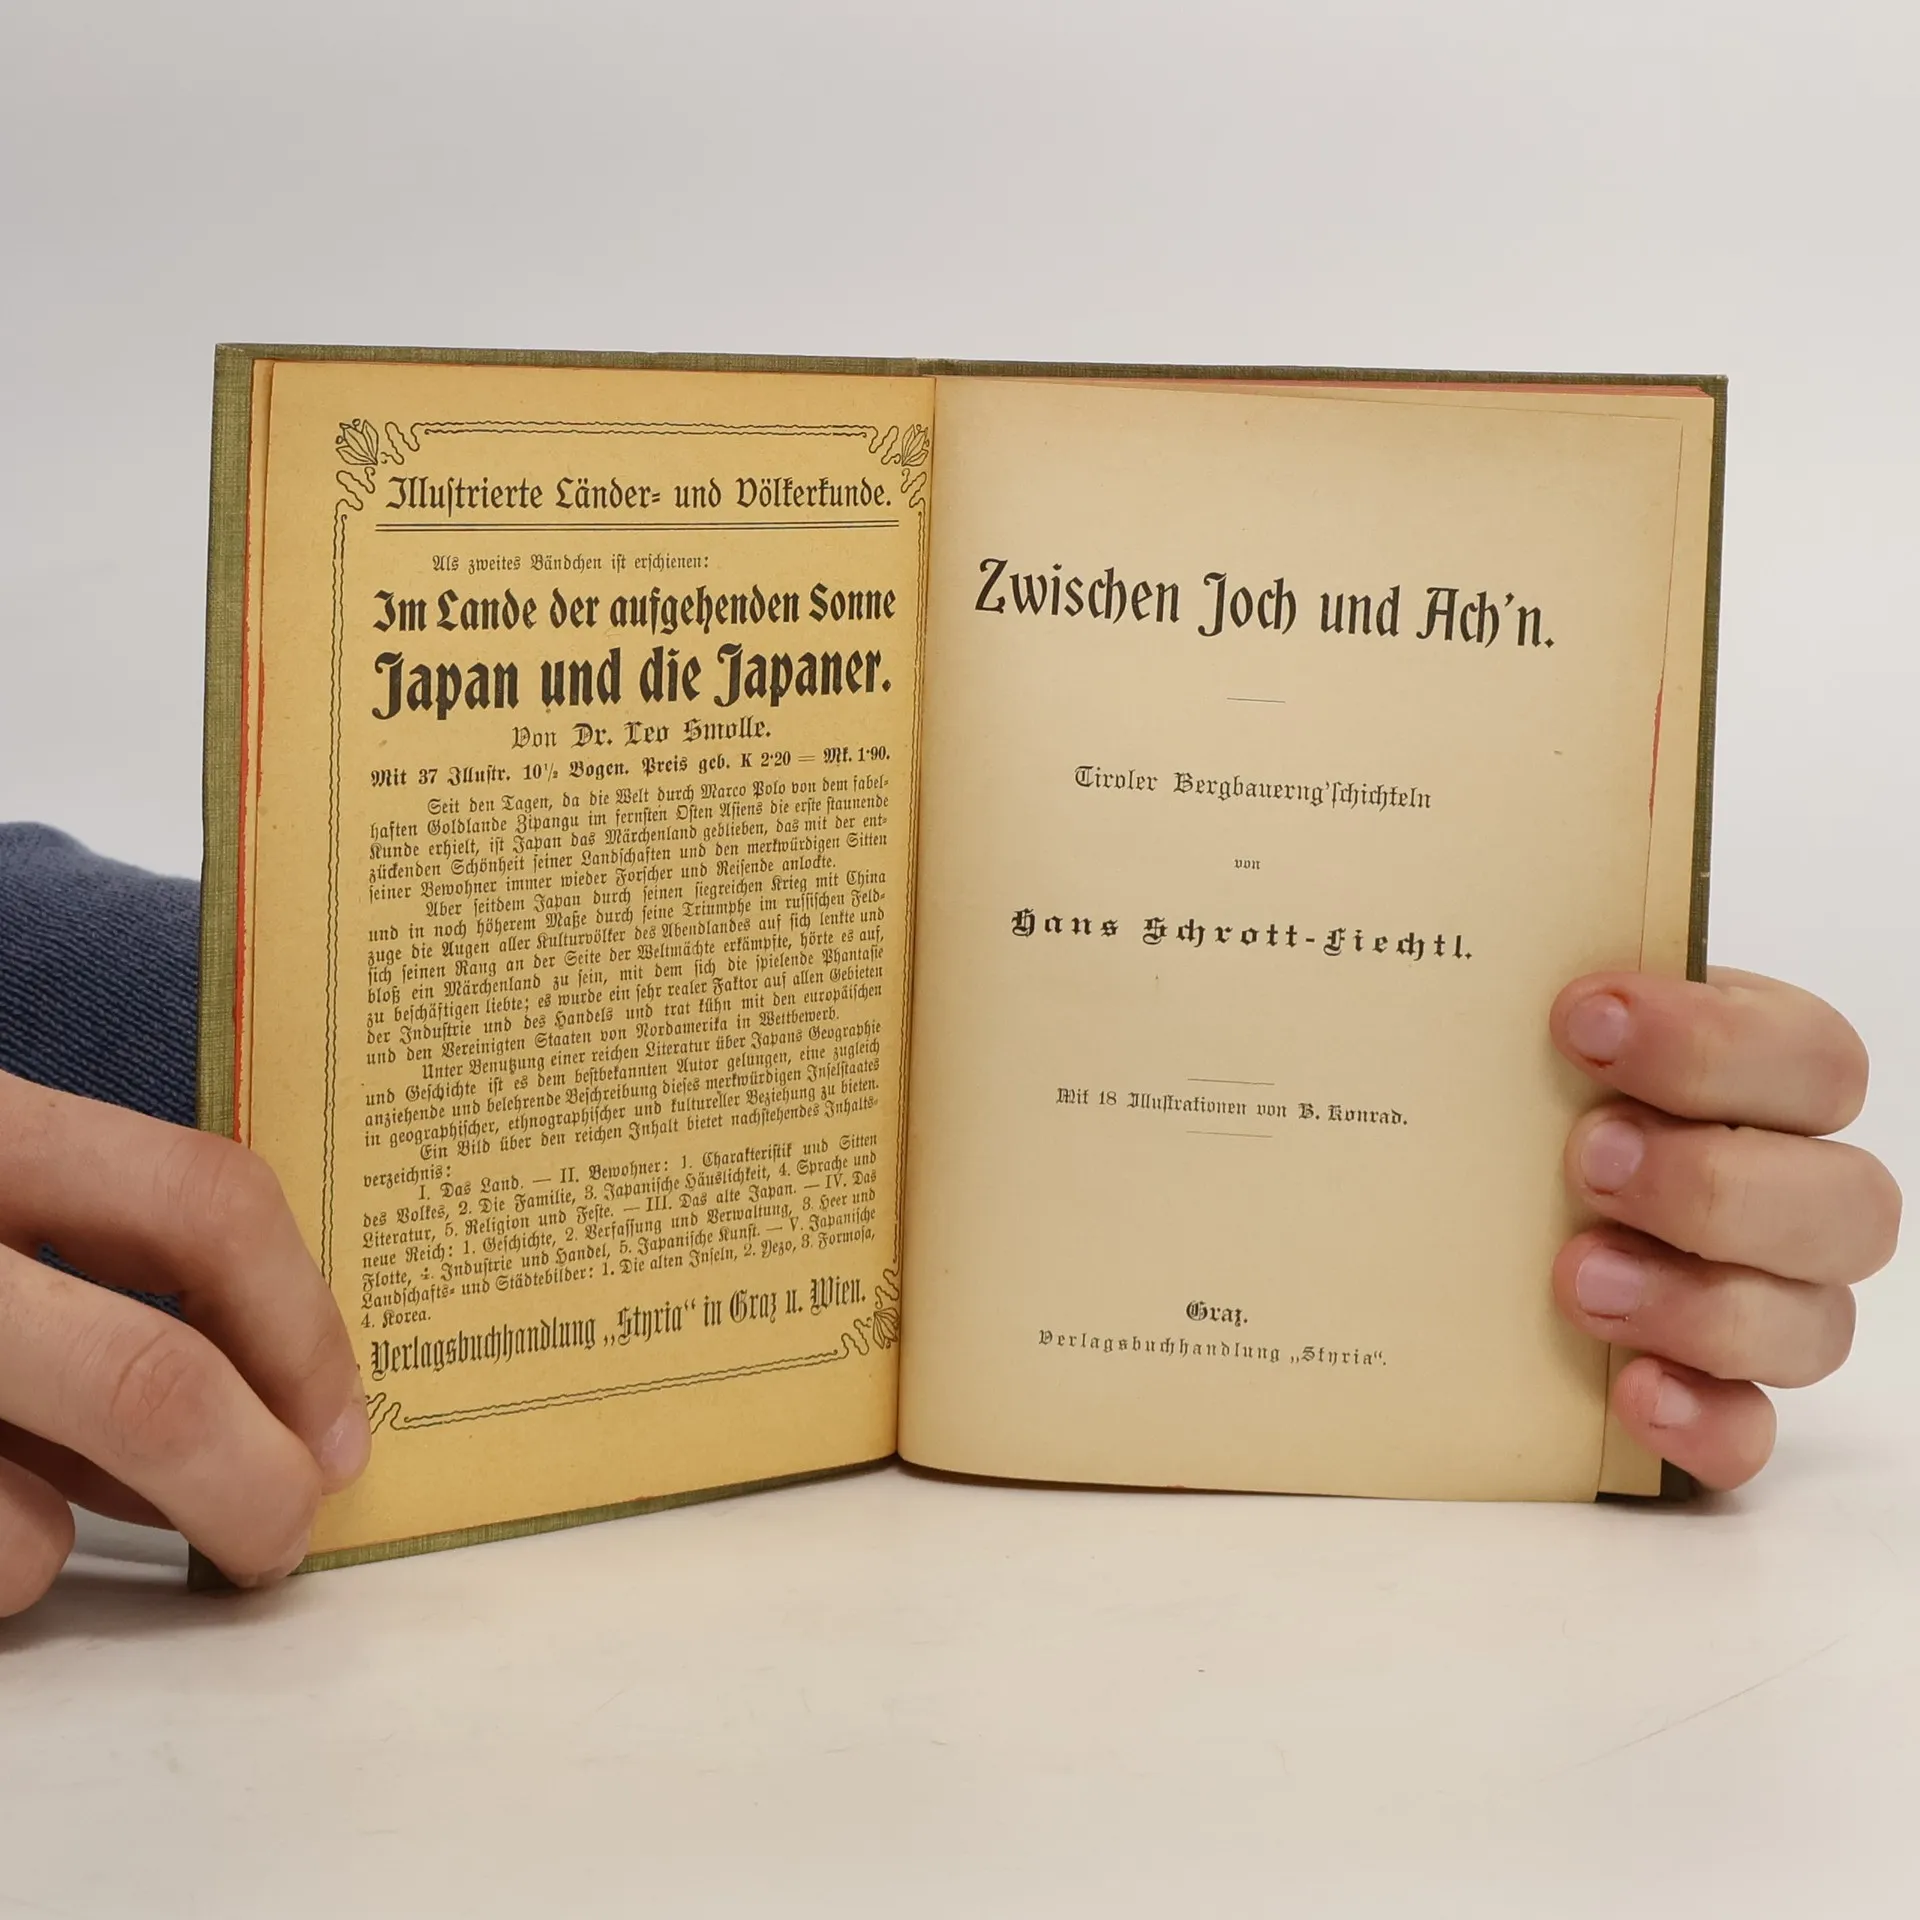 Illustrierte Länder- und Völkerkunde.
Als zweites Bändchen ist erschienen:
Im Lande der aufgehenden Sonne
Japan und die Japaner.
Von Dr. Leo Smolle.
Mit 37 Illustr. 10½ Bogen. Preis geb. K 2·20 = Mk. 1·90.
Seit den Tagen, da die Welt durch Marco Polo von dem fabel-
haften Goldlande Zipangu im fernsten Osten Asiens die erste staunende
Kunde erhielt, ist Japan das Märchenland geblieben, das mit der ent-
zückenden Schönheit seiner Landschaften und den merkwürdigen Sitten
seiner Bewohner immer wieder Forscher und Reisende anlockte.
Aber seitdem Japan durch seinen siegreichen Krieg mit China
und in noch höherem Maße durch seine Triumphe im russischen Feld-
zuge die Augen aller Kulturvölker des Abendlandes auf sich lenkte und
sich seinen Rang an der Seite der Weltmächte erkämpfte, hörte es auf,
bloß ein Märchenland zu sein, mit dem sich die spielende Phantasie
zu beschäftigen liebte; es wurde ein sehr realer Faktor auf allen Gebieten
der Industrie und des Handels und trat kühn mit den europäischen
und den Vereinigten Staaten von Nordamerika in Wettbewerb.
Unter Benutzung einer reichen Literatur über Japans Geographie
und Geschichte ist es dem bestbekannten Autor gelungen, eine zugleich
anziehende und belehrende Beschreibung dieses merkwürdigen Inselstaates
in geographischer, ethnographischer und kultureller Beziehung zu bieten.
Ein Bild über den reichen Inhalt bietet nachstehendes Inhalts-
verzeichnis:
I. Das Land. — II. Bewohner: 1. Charakteristik und Sitten
des Volkes, 2. Die Familie, 3. Japanische Häuslichkeit, 4. Sprache und
Literatur, 5. Religion und Feste. — III. Das alte Japan. — IV. Das
neue Reich: 1. Geschichte, 2. Verfassung und Verwaltung, 3. Heer und
Flotte, 4. Industrie und Handel, 5. Japanische Kunst. — V. Japanische
Landschafts- und Städtebilder: 1. Die alten Inseln, 2. Yezo, 3. Formosa,
4. Korea.
Verlagsbuchhandlung „Styria“ in Graz u. Wien.
Zwischen Joch und Ach'n.
Tiroler Bergbauerng'schichteln
von
Hans Schrott-Fiechtl.
Mit 18 Illustrationen von B. Konrad.
Graz.
Verlagsbuchhandlung „Styria“.